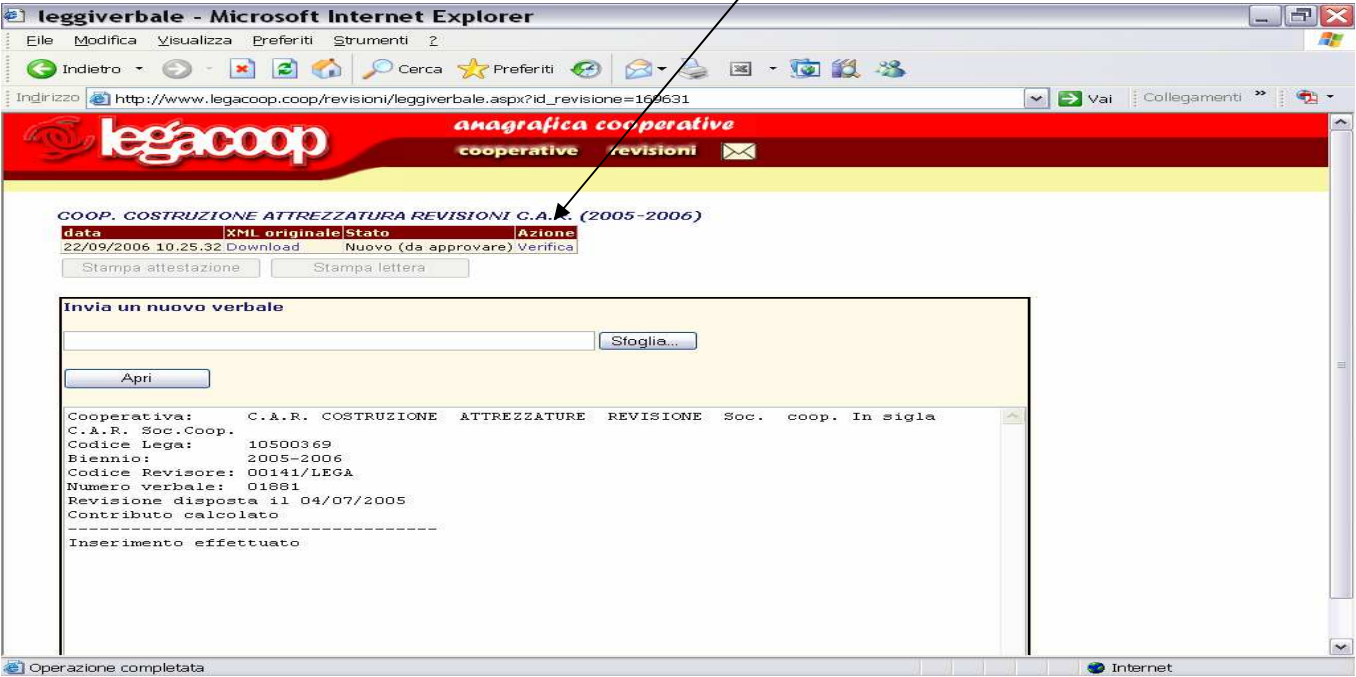 leggiverbale - Microsoft Internet Explorer
File Modifica Visualizza Preferiti Strumenti ?
Indietro Cerca Preferiti
Indirizzo http://www.legacoop.coop/revisioni/leggiverbale.aspx?id_revisione=169631 Vai Collegamenti »
legacoop anagrafica cooperative
cooperative revisioni
COOP. COSTRUZIONE ATTREZZATURA REVISIONI C.A.R. (2005-2006)
data XML originale Stato Azione
22/09/2006 10.25.32 Download Nuovo (da approvare) Verifica
Stampa attestazione Stampa lettera
Invia un nuovo verbale
Sfoglia...
Apri
Cooperativa: C.A.R. COSTRUZIONE ATTREZZATURE REVISIONE Soc. coop. In sigla
C.A.R. Soc.Coop.
Codice Lega: 10500369
Biennio: 2005-2006
Codice Revisore: 00141/LEGA
Numero verbale: 01881
Revisione disposta il 04/07/2005
Contributo calcolato
------------------------------------
Inserimento effettuato
Operazione completata Internet